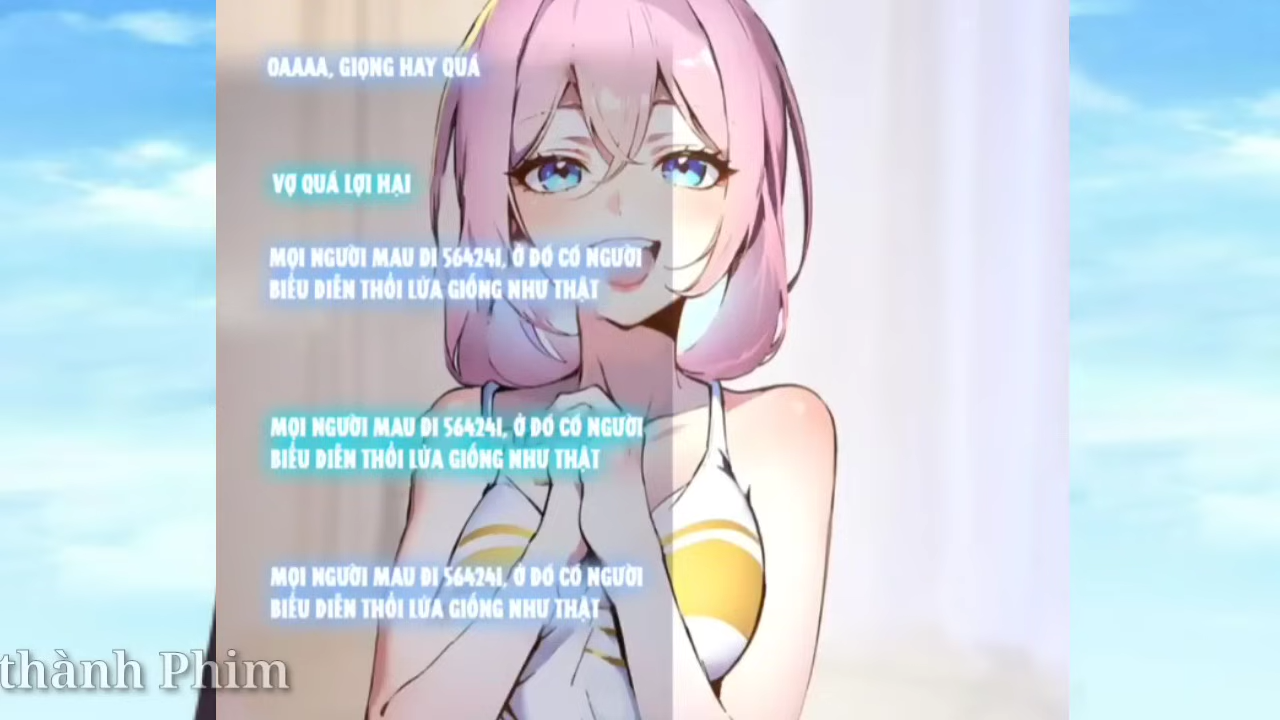 OAAAA, GIỌNG HAY QUÁ
VỢ QUÁ LỢI HẠI
MỌI NGƯỜI MAU ĐI 564241, Ở ĐÓ CÓ NGƯỜI
BIỂU DIỄN THỔI LỬA GIỐNG NHƯ THẬT
MỌI NGƯỜI MAU ĐI 564241, Ở ĐÓ CÓ NGƯỜI
BIỂU DIỄN THỔI LỬA GIỐNG NHƯ THẬT
MỌI NGƯỜI MAU ĐI 564241, Ở ĐÓ CÓ NGƯỜI
BIỂU DIỄN THỔI LỬA GIỐNG NHƯ THẬT
thành Phim